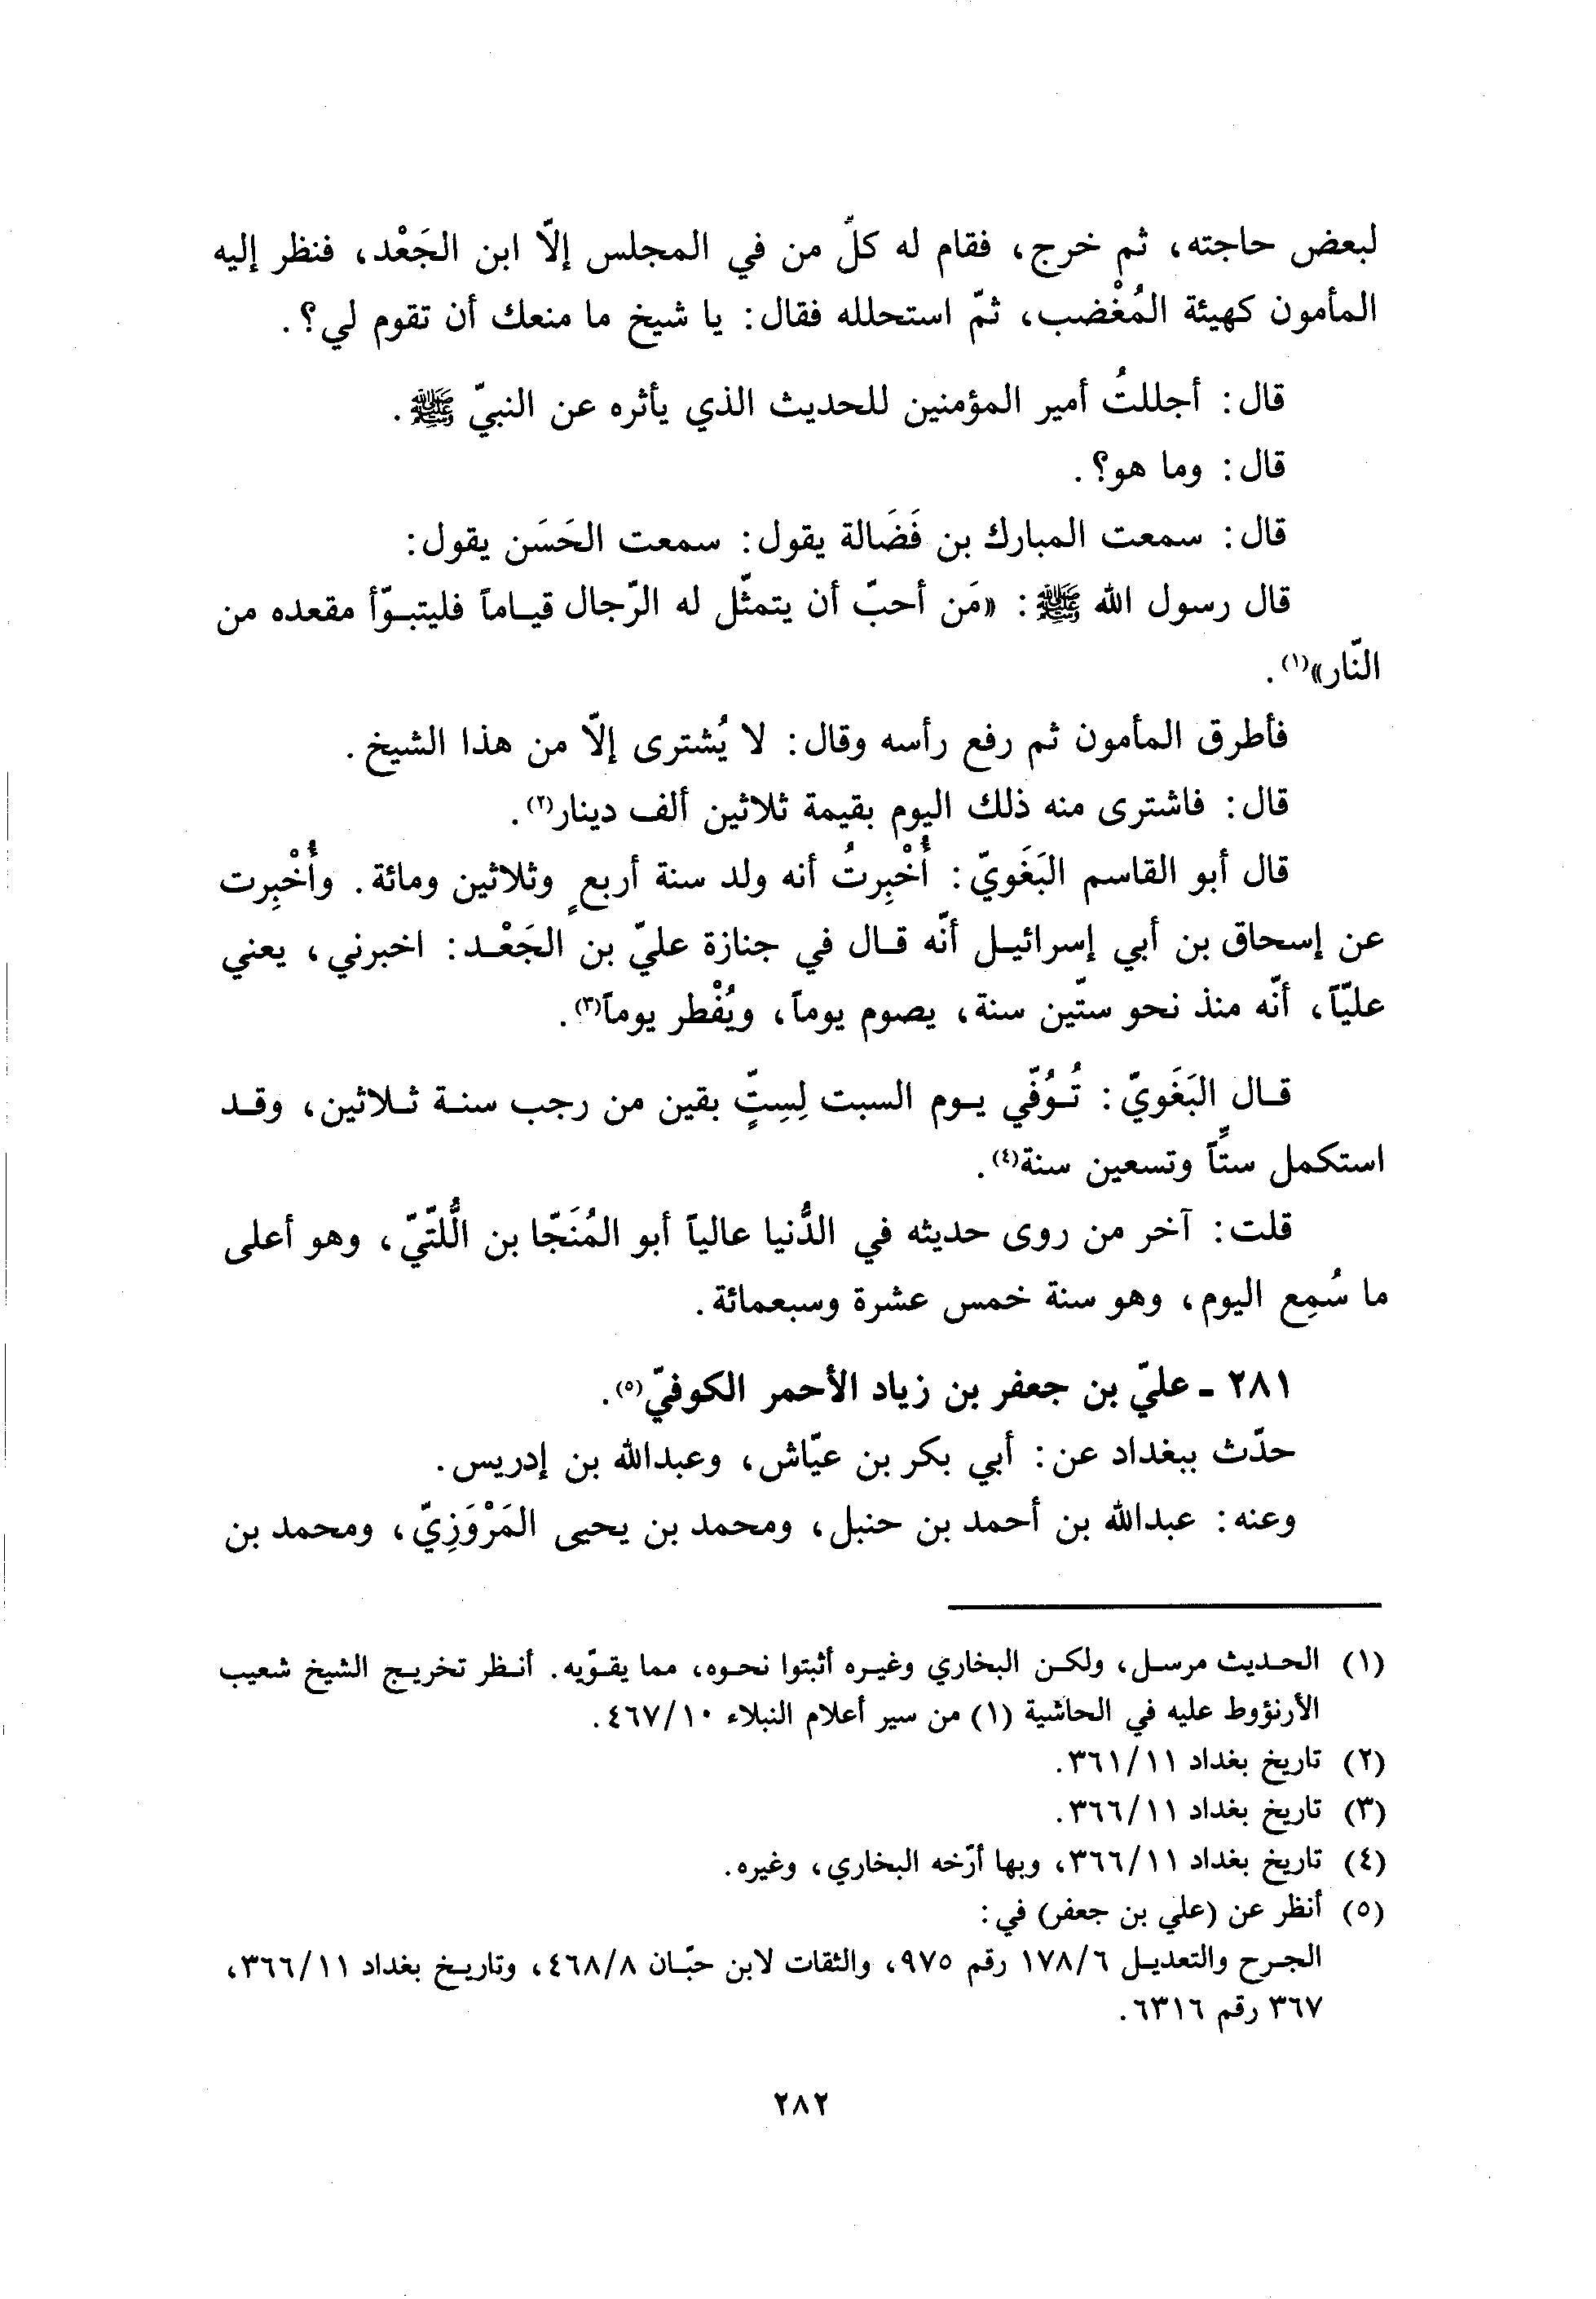 لبعض حاجته، ثم خرج، فقام له كلّ من في المجلس إلّا ابن الجَعْد، فنظر إليه
المأمون كهيئة المُغْضب، ثمّ استحلله فقال: يا شيخ ما منعك أن تقوم لي؟.
قال: أجللتُ أمير المؤمنين للحديث الذي يأثره عن النبيّ ﷺ.
قال: وما هو؟.
قال: سمعت المبارك بن فَضَالة يقول: سمعت الحَسَن يقول:
قال رسول الله ﷺ: «مَن أحبّ أن يتمثّل له الرّجال قياماً فليتبوّأ مقعده من
النّار»(١).
فأطرق المأمون ثم رفع رأسه وقال: لا يُشترى إلّا من هذا الشيخ.
قال: فاشترى منه ذلك اليوم بقيمة ثلاثين ألف دينار(٢).
قال أبو القاسم البَغَويّ: أُخْبِرتُ أنه ولد سنة أربعٍ وثلاثين ومائة. وأُخْبِرت
عن إسحاق بن أبي إسرائيل أنّه قال في جنازة عليّ بن الجَعْد: اخبرني، يعني
عليّاً، أنّه منذ نحو ستّين سنة، يصوم يوماً، ويُفْطر يوماً(٣).
قال البَغَويّ: تُوُفّي يوم السبت لِسِتٍّ بقين من رجب سنة ثلاثين، وقد
استكمل ستّاً وتسعين سنة(٤).
قلت: آخر من روى حديثه في الدُّنيا عالياً أبو المُنَجّا بن اللُّتّيّ، وهو أعلى
ما سُمِع اليوم، وهو سنة خمس عشرة وسبعمائة.
٢٨١ - عليّ بن جعفر بن زياد الأحمر الكوفيّ(٥).
حدّث ببغداد عن: أبي بكر بن عيّاش، وعبدالله بن إدريس.
وعنه: عبدالله بن أحمد بن حنبل، ومحمد بن يحيى المَرْوَزِيّ، ومحمد بن
(١) الحديث مرسل، ولكن البخاري وغيره أثبتوا نحوه، مما يقوّيه. أنظر تخريج الشيخ شعيب
الأرنؤوط عليه في الحاشية (١) من سير أعلام النبلاء ٤٦٧/١٠.
(٢) تاريخ بغداد ٣٦١/١١.
(٣) تاريخ بغداد ٣٦٦/١١.
(٤) تاريخ بغداد ٣٦٦/١١، وبها أرّخه البخاري، وغيره.
(٥) أنظر عن (علي بن جعفر) في:
الجرح والتعديل ١٧٨/٦ رقم ٩٧٥، والثقات لابن حبّان ٤٦٨/٨، وتاريخ بغداد ٣٦٦/١١،
٣٦٧ رقم ٦٣١٦.
٢٨٢